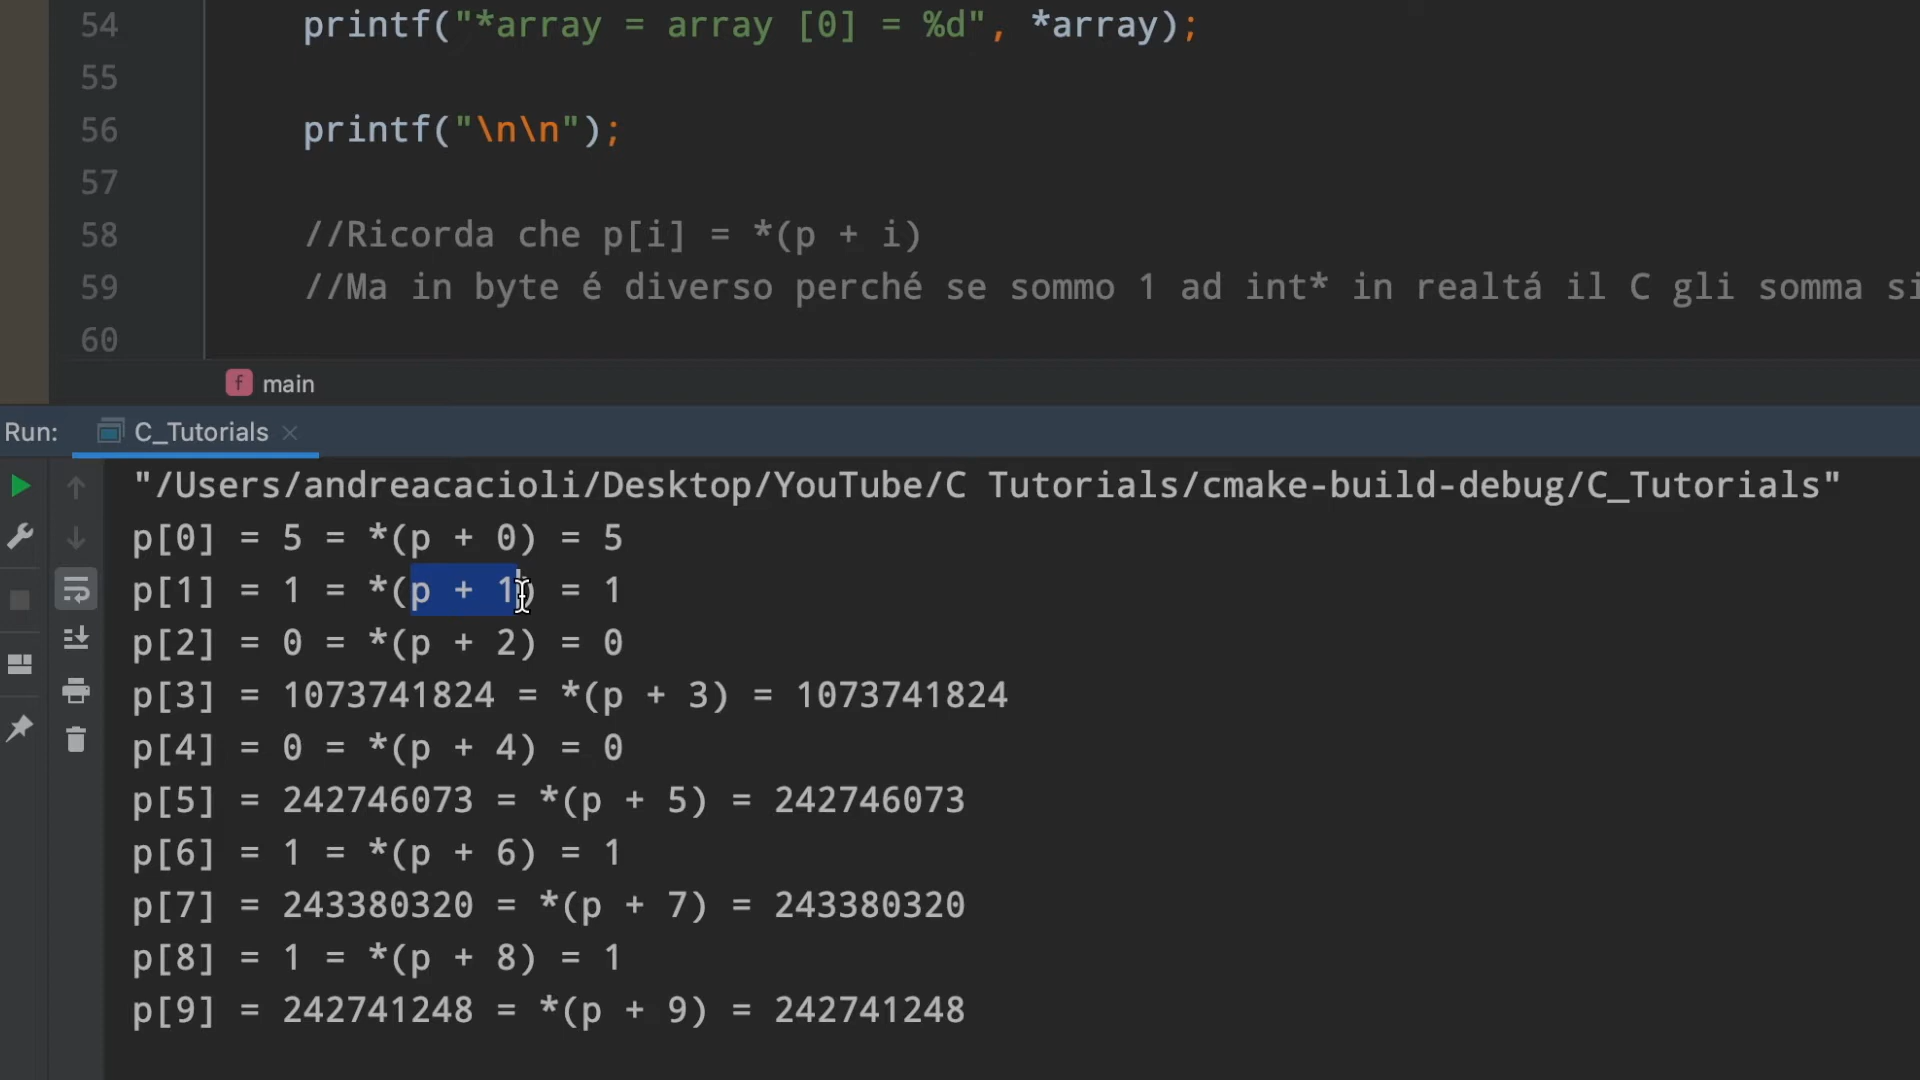 54 printf("*array = array [0] = %d", *array);
55
56 printf("\n\n");
57
58 //Ricorda che p[i] = *(p + i)
59 //Ma in byte é diverso perché se sommo 1 ad int* in realtá il C gli somma
60
f main
Run: C_Tutorials
"/Users/andreacacioli/Desktop/YouTube/C Tutorials/cmake-build-debug/C_Tutorials"
p[0] = 5 = *(p + 0) = 5
p[1] = 1 = *(p + 1) = 1
p[2] = 0 = *(p + 2) = 0
p[3] = 1073741824 = *(p + 3) = 1073741824
p[4] = 0 = *(p + 4) = 0
p[5] = 242746073 = *(p + 5) = 242746073
p[6] = 1 = *(p + 6) = 1
p[7] = 243380320 = *(p + 7) = 243380320
p[8] = 1 = *(p + 8) = 1
p[9] = 242741248 = *(p + 9) = 242741248